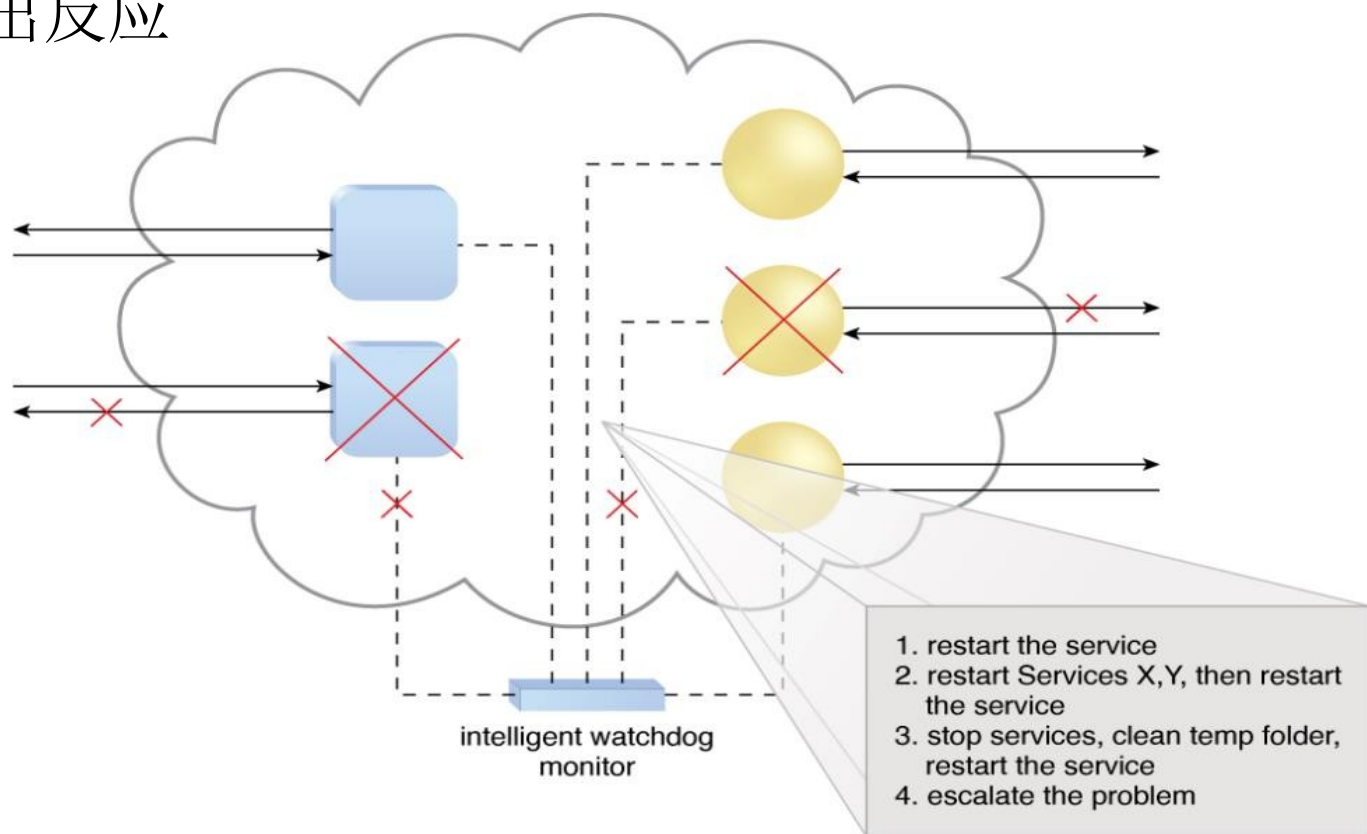 出反应
intelligent watchdog
monitor
1. restart the service
2. restart Services X,Y, then restart
the service
3. stop services, clean temp folder,
restart the service
4. escalate the problem